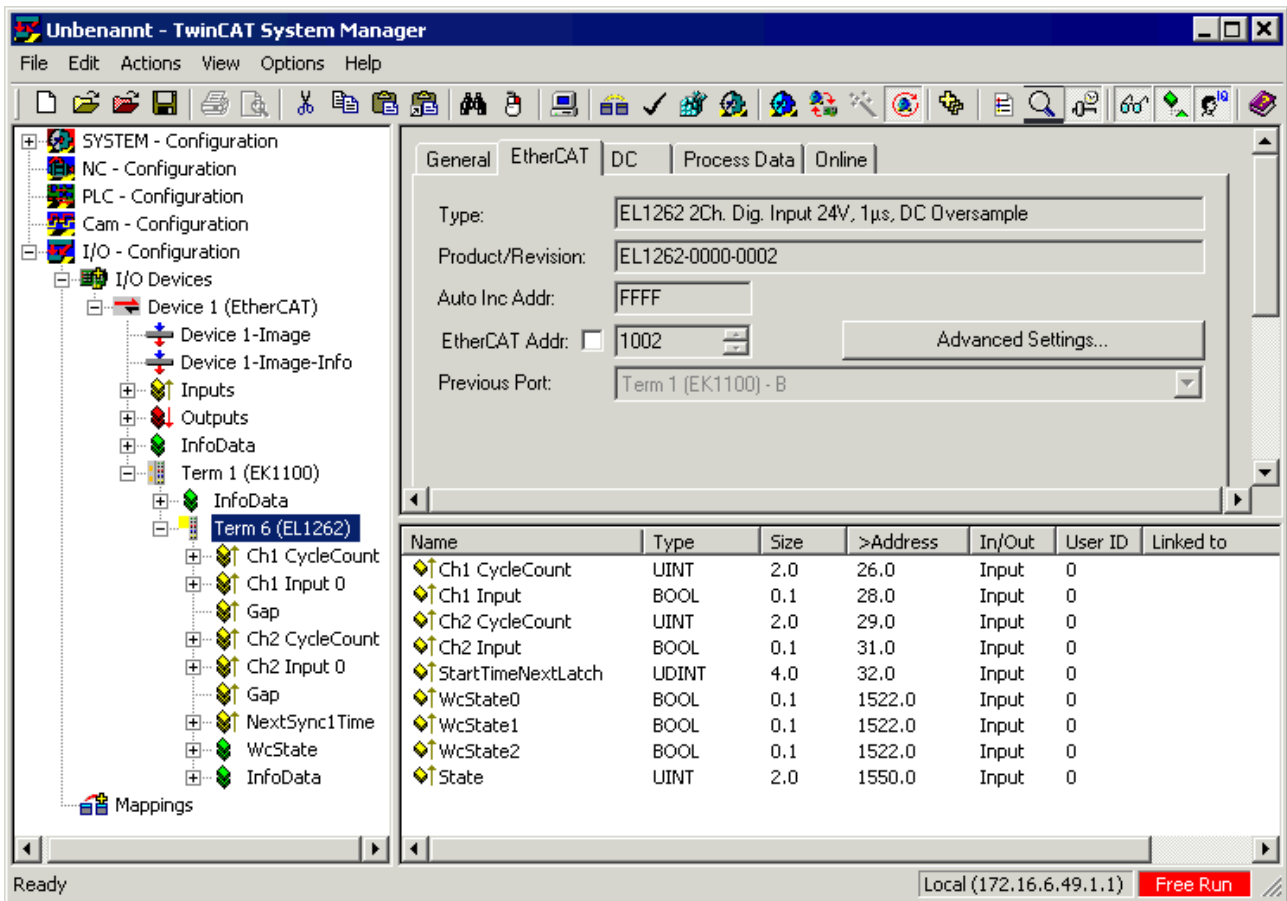 Unbenannt - TwinCAT System Manager
File Edit Actions View Options Help
SYSTEM - Configuration
NC - Configuration
PLC - Configuration
Cam - Configuration
I/O - Configuration
I/O Devices
Device 1 (EtherCAT)
Device 1-Image
Device 1-Image-Info
Inputs
Outputs
InfoData
Term 1 (EK1100)
InfoData
Term 6 (EL1262)
Ch1 CycleCount
Ch1 Input 0
Gap
Ch2 CycleCount
Ch2 Input 0
Gap
NextSync1Time
WcState
InfoData
Mappings
General EtherCAT DC Process Data Online
Type: EL1262 2Ch. Dig. Input 24V, 1µs, DC Oversample
Product/Revision: EL1262-0000-0002
Auto Inc Addr: FFFF
EtherCAT Addr: 1002 Advanced Settings...
Previous Port: Term 1 (EK1100) - B
Name Type Size >Address In/Out User ID Linked to
Ch1 CycleCount UINT 2.0 26.0 Input 0
Ch1 Input BOOL 0.1 28.0 Input 0
Ch2 CycleCount UINT 2.0 29.0 Input 0
Ch2 Input BOOL 0.1 31.0 Input 0
StartTimeNextLatch UDINT 4.0 32.0 Input 0
WcState0 BOOL 0.1 1522.0 Input 0
WcState1 BOOL 0.1 1522.0 Input 0
WcState2 BOOL 0.1 1522.0 Input 0
State UINT 2.0 1550.0 Input 0
Ready Local (172.16.6.49.1.1) Free Run